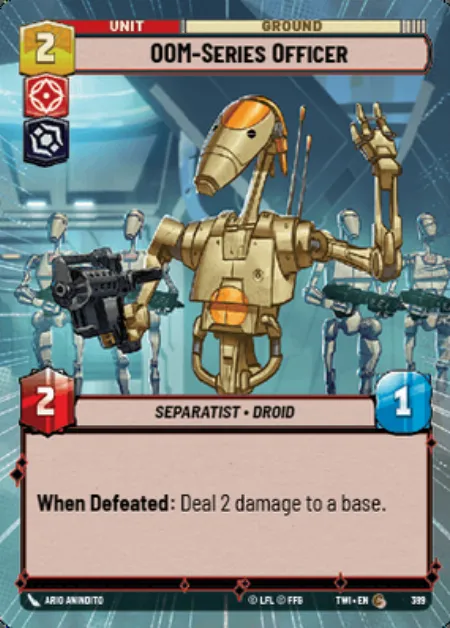 UNIT
GROUND
2
OOM-SERIES OFFICER
2
SEPARATIST • DROID
1
When Defeated: Deal 2 damage to a base.
ARIO ANINDITO
© LFL © FFG
TWI • EN
399